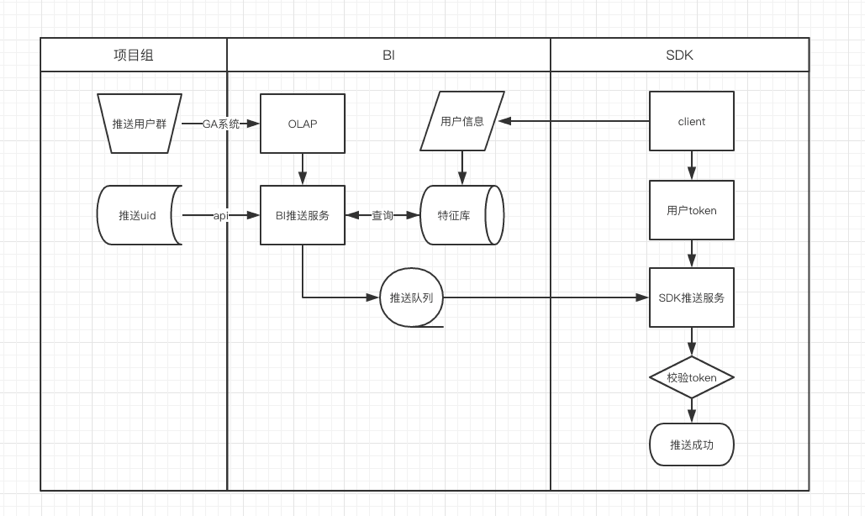 项目组
BI
SDK
推送用户群
GA系统
OLAP
用户信息
client
推送uid
api
BI推送服务
查询
特征库
用户token
推送队列
SDK推送服务
校验token
推送成功